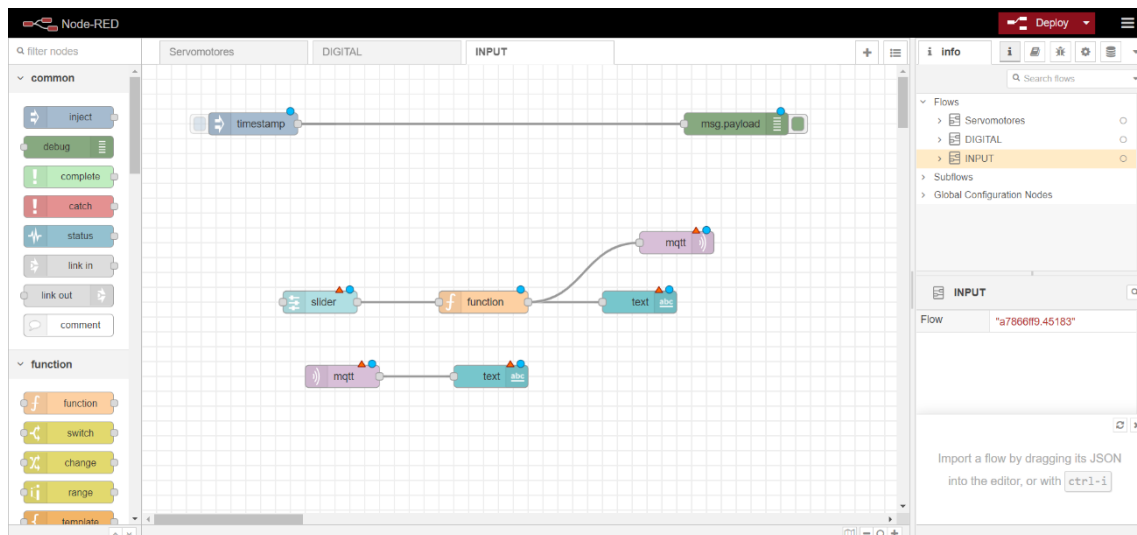 Node-RED
Deploy
filter nodes
Servomotores
DIGITAL
INPUT
i info
i
Search flows
common
inject
debug
complete
catch
status
link in
link out
comment
function
function
switch
change
range
template
timestamp
msg.payload
mqtt
slider
function
text
abc
mqtt
text
abc
Flows
Servomotores
DIGITAL
INPUT
Subflows
Global Configuration Nodes
INPUT
Flow
"a7866ff9.45183"
Import a flow by dragging its JSON
into the editor, or with ctrl-i